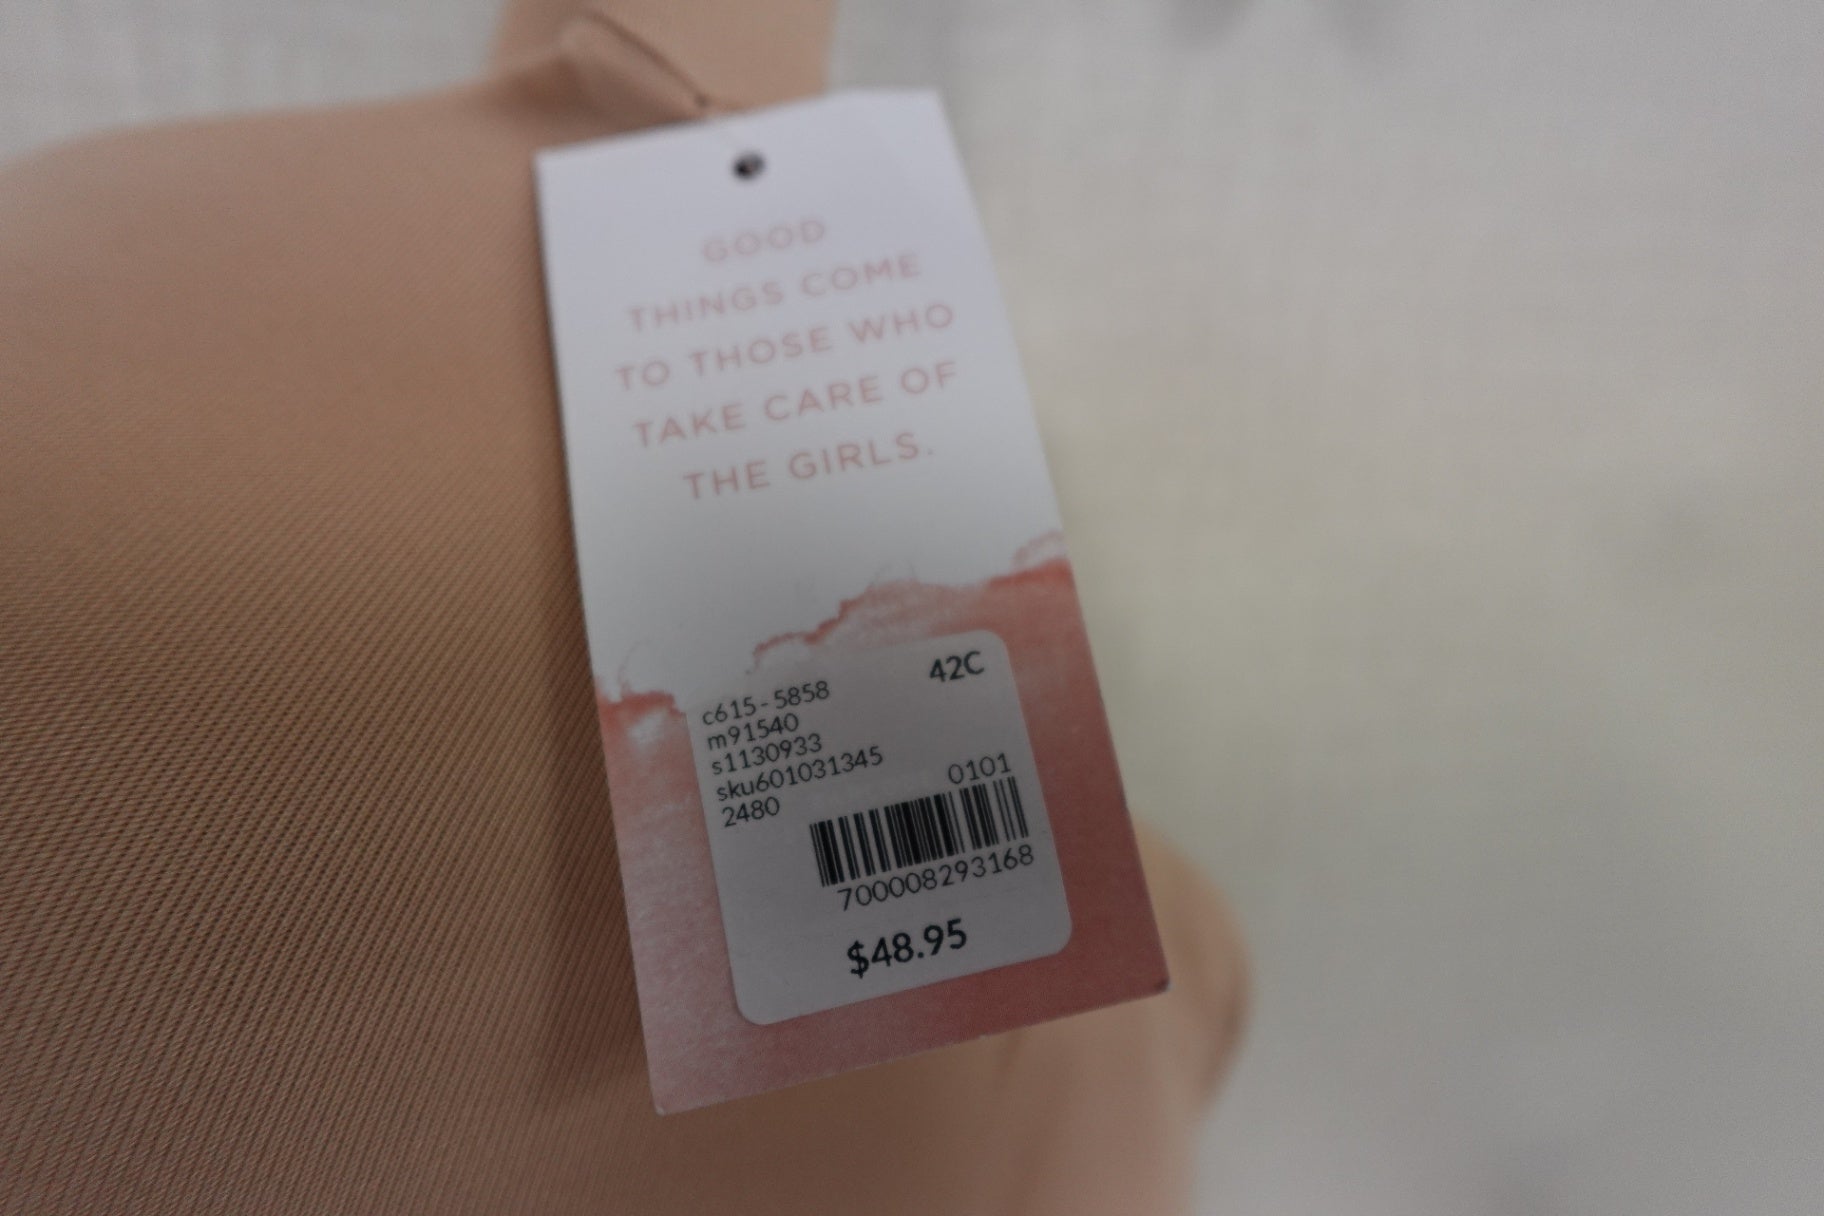 GOOD
THINGS COME
TO THOSE WHO
TAKE CARE OF
THE GIRLS.
42C
c615-5858
m91540
s1130933
sku601031345
2480
0101
700008293168
$48.95